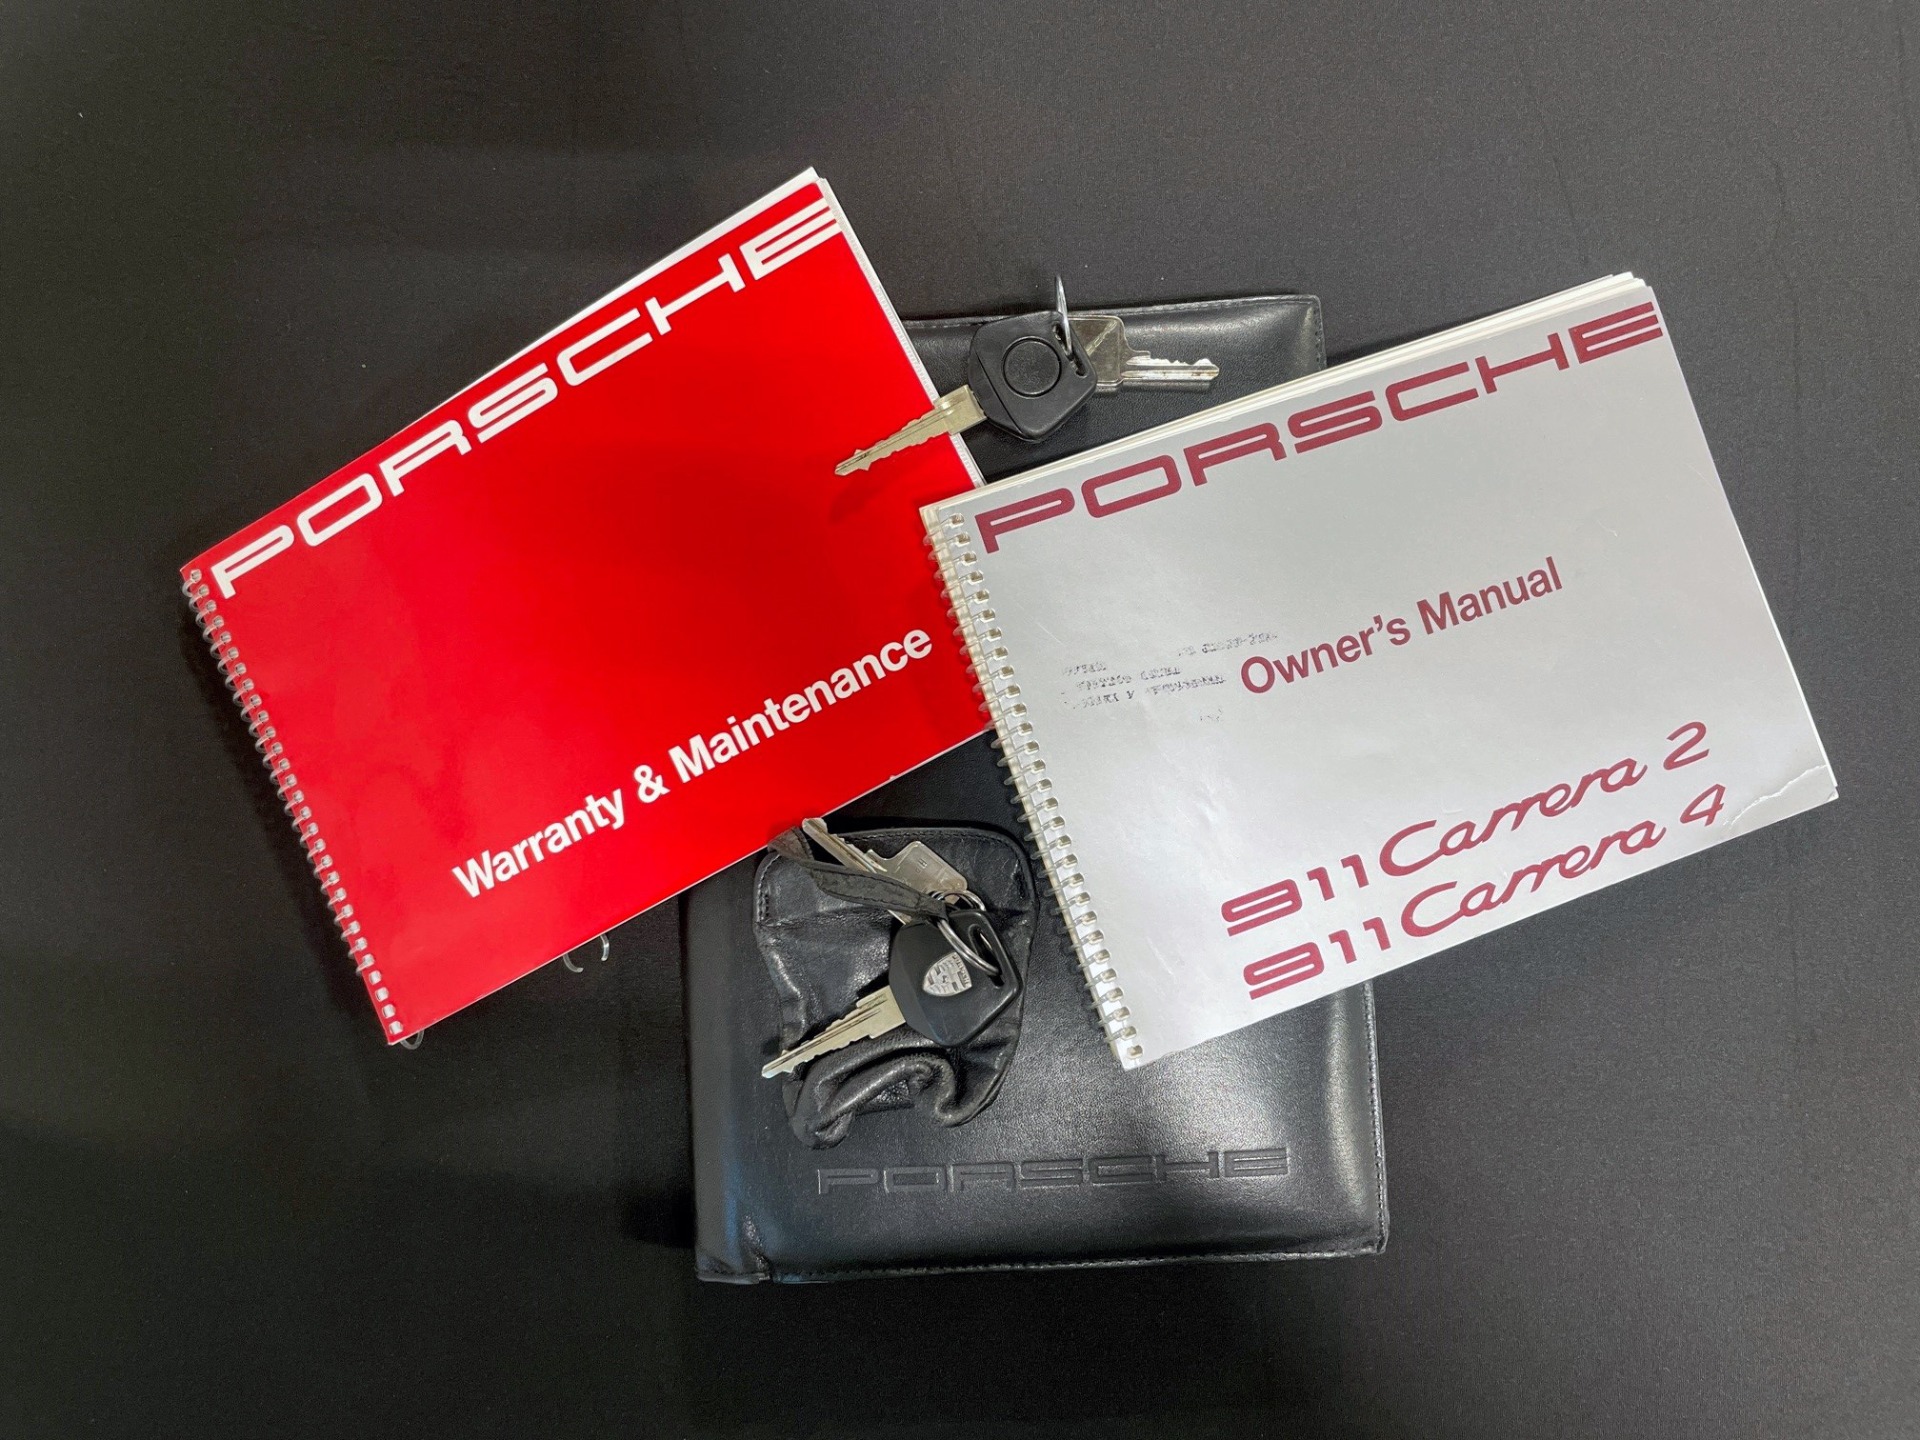 PORSCHE
Warranty & Maintenance
PORSCHE
Owner's Manual
911 Carrera 2
911 Carrera 4
PORSCHE